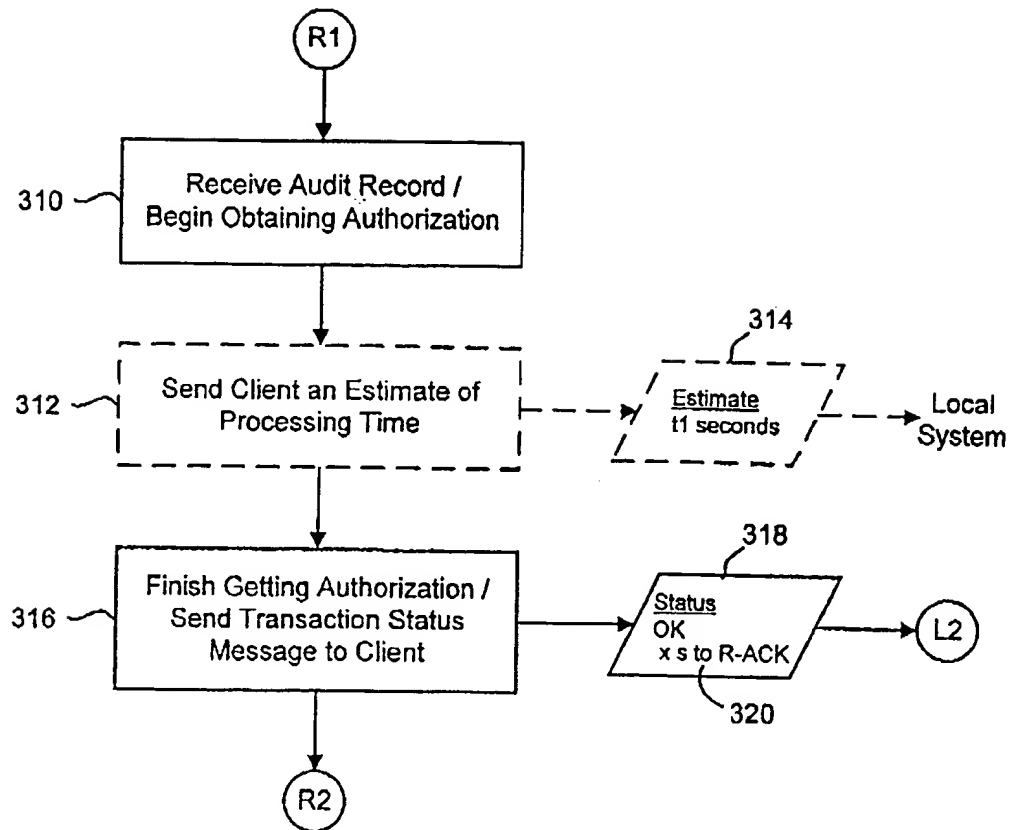 R1
310
Receive Audit Record /
Begin Obtaining Authorization
312
Send Client an Estimate of
Processing Time
314
Estimate
t1 seconds
Local
System
316
Finish Getting Authorization /
Send Transaction Status
Message to Client
318
Status
OK
x s to R-ACK
320
L2
R2